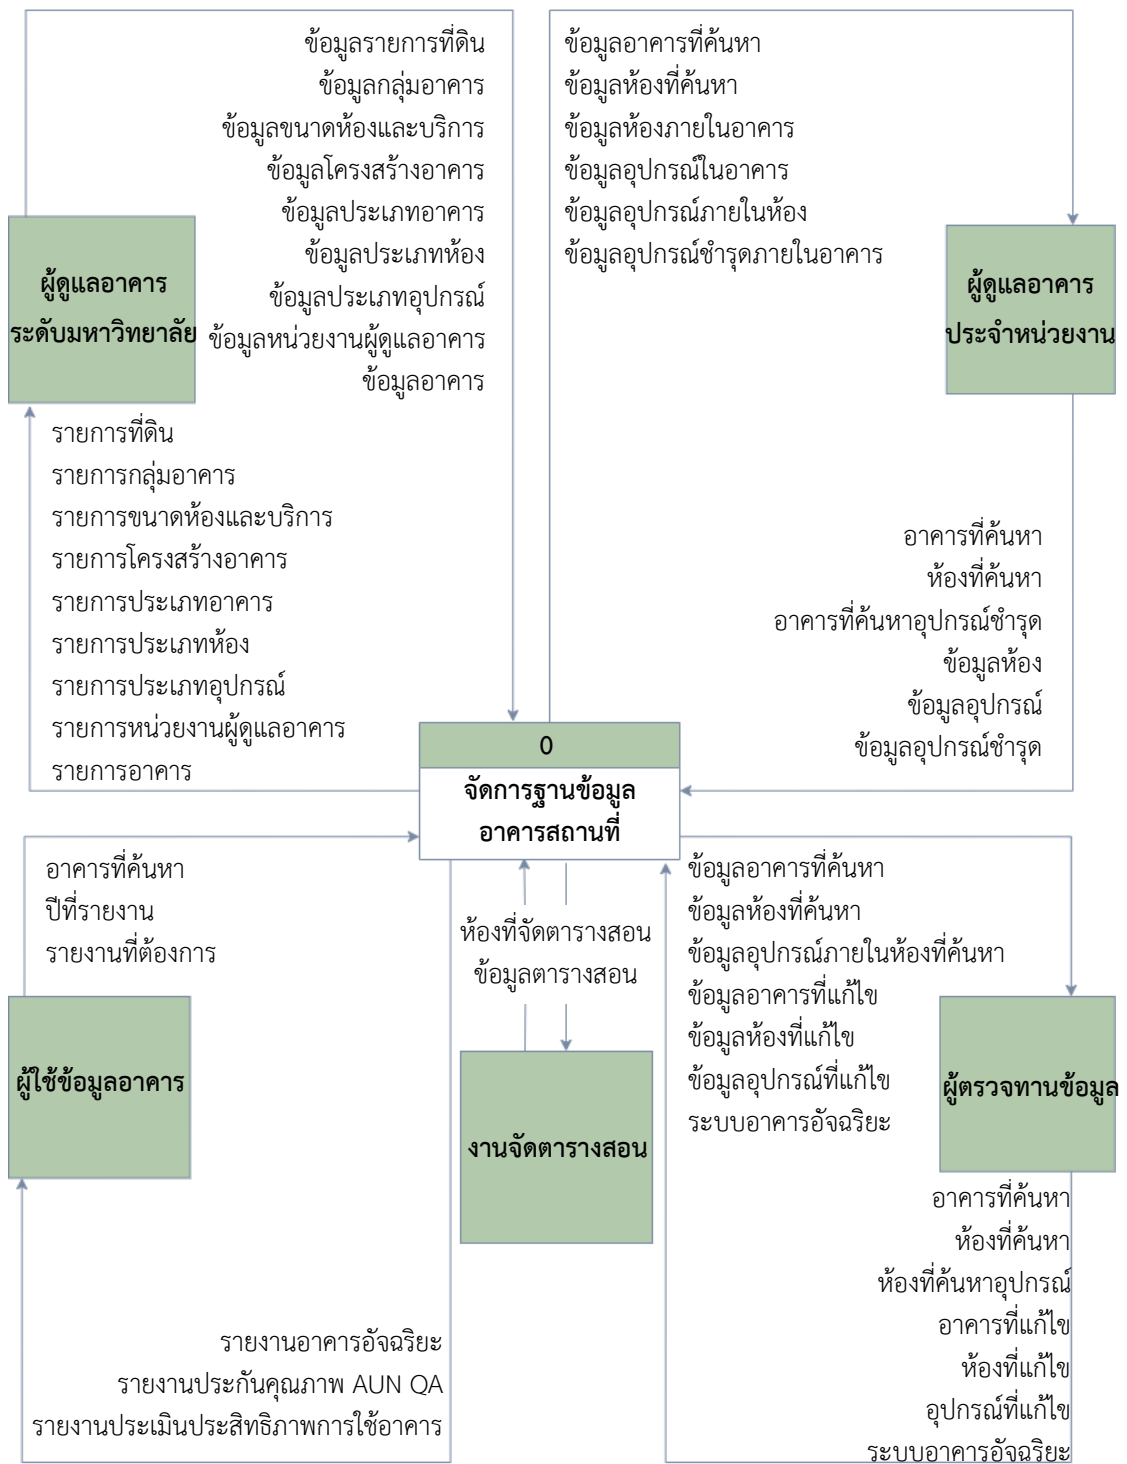 ข้อมูลรายการที่ดิน
ข้อมูลกลุ่มอาคาร
ข้อมูลขนาดห้องและบริการ
ข้อมูลโครงสร้างอาคาร
ข้อมูลประเภทอาคาร
ข้อมูลประเภทห้อง
ข้อมูลประเภทอุปกรณ์
ข้อมูลหน่วยงานผู้ดูแลอาคาร
ข้อมูลอาคาร
ข้อมูลอาคารที่ค้นหา
ข้อมูลห้องที่ค้นหา
ข้อมูลห้องภายในอาคาร
ข้อมูลอุปกรณ์ในอาคาร
ข้อมูลอุปกรณ์ภายในห้อง
ข้อมูลอุปกรณ์ชำรุดภายในอาคาร
ผู้ดูแลอาคาร
ระดับมหาวิทยาลัย
ผู้ดูแลอาคาร
ประจำหน่วยงาน
รายการที่ดิน
รายการกลุ่มอาคาร
รายการขนาดห้องและบริการ
รายการโครงสร้างอาคาร
รายการประเภทอาคาร
รายการประเภทห้อง
รายการประเภทอุปกรณ์
รายการหน่วยงานผู้ดูแลอาคาร
รายการอาคาร
อาคารที่ค้นหา
ห้องที่ค้นหา
อาคารที่ค้นหาอุปกรณ์ชำรุด
ข้อมูลห้อง
ข้อมูลอุปกรณ์
ข้อมูลอุปกรณ์ชำรุด
0
จัดการฐานข้อมูล
อาคารสถานที่
อาคารที่ค้นหา
ปีที่รายงาน
รายงานที่ต้องการ
ห้องที่จัดตารางสอน
ข้อมูลตารางสอน
ข้อมูลอาคารที่ค้นหา
ข้อมูลห้องที่ค้นหา
ข้อมูลอุปกรณ์ภายในห้องที่ค้นหา
ข้อมูลอาคารที่แก้ไข
ข้อมูลห้องที่แก้ไข
ข้อมูลอุปกรณ์ที่แก้ไข
ระบบอาคารอัจฉริยะ
ผู้ใช้ข้อมูลอาคาร
งานจัดตารางสอน
ผู้ตรวจทานข้อมูล
อาคารที่ค้นหา
ห้องที่ค้นหา
ห้องที่ค้นหาอุปกรณ์
อาคารที่แก้ไข
ห้องที่แก้ไข
อุปกรณ์ที่แก้ไข
ระบบอาคารอัจฉริยะ
รายงานอาคารอัจฉริยะ
รายงานประกันคุณภาพ AUN QA
รายงานประเมินประสิทธิภาพการใช้อาคาร